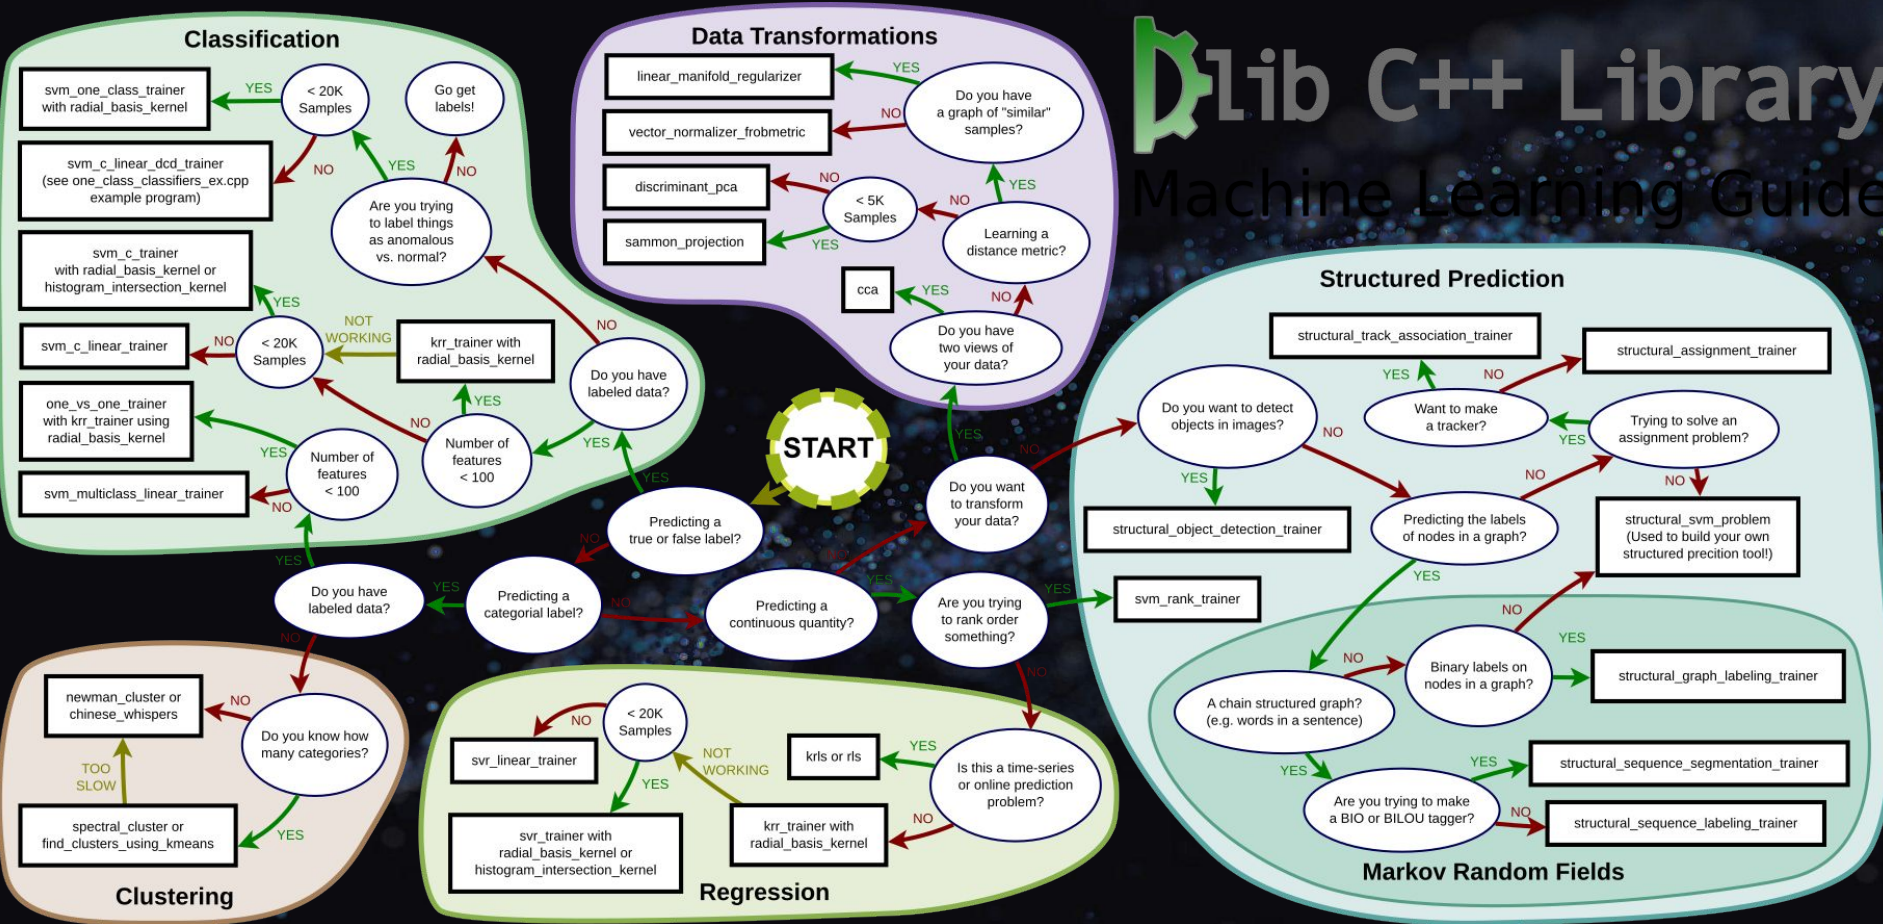 Dlib C++ Library
Machine Learning Guide
Classification
svm_one_class_trainer
with radial_basis_kernel
YES
< 20K
Samples
Go get
labels!
svm_c_linear_dcd_trainer
(see one_class_classifiers_ex.cpp
example program)
NO
YES
NO
Are you trying
to label things
as anomalous
vs. normal?
svm_c_trainer
with radial_basis_kernel or
histogram_intersection_kernel
YES
NO
svm_c_linear_trainer
NO
< 20K
Samples
NOT
WORKING
krr_trainer with
radial_basis_kernel
Do you have
labeled data?
one_vs_one_trainer
with krr_trainer using
radial_basis_kernel
YES
NO
YES
YES
Number of
features
< 100
Number of
features
< 100
svm_multiclass_linear_trainer
NO
YES
YES
Data Transformations
linear_manifold_regularizer
YES
Do you have
a graph of "similar"
samples?
vector_normalizer_frobmetric
NO
discriminant_pca
NO
< 5K
Samples
NO
YES
sammon_projection
YES
Learning a
distance metric?
cca
YES
NO
Do you have
two views of
your data?
START
YES
NO
Do you want
to transform
your data?
Predicting a
true or false label?
NO
NO
Do you have
labeled data?
YES
Predicting a
categorial label?
NO
Predicting a
continuous quantity?
YES
Are you trying
to rank order
something?
YES
NO
NO
Structured Prediction
structural_track_association_trainer
structural_assignment_trainer
YES
NO
Do you want to detect
objects in images?
Want to make
a tracker?
YES
Trying to solve an
assignment problem?
NO
YES
NO
NO
structural_object_detection_trainer
Predicting the labels
of nodes in a graph?
structural_svm_problem
(Used to build your own
structured precition tool!)
YES
svm_rank_trainer
NO
YES
NO
Binary labels on
nodes in a graph?
structural_graph_labeling_trainer
A chain structured graph?
(e.g. words in a sentence)
YES
YES
structural_sequence_segmentation_trainer
Are you trying to make
a BIO or BILOU tagger?
NO
structural_sequence_labeling_trainer
Markov Random Fields
newman_cluster or
chinese_whispers
NO
Do you know how
many categories?
TOO
SLOW
spectral_cluster or
find_clusters_using_kmeans
YES
Clustering
NO
< 20K
Samples
svr_linear_trainer
NOT
WORKING
YES
krls or rls
YES
Is this a time-series
or online prediction
problem?
svr_trainer with
radial_basis_kernel or
histogram_intersection_kernel
krr_trainer with
radial_basis_kernel
NO
Regression